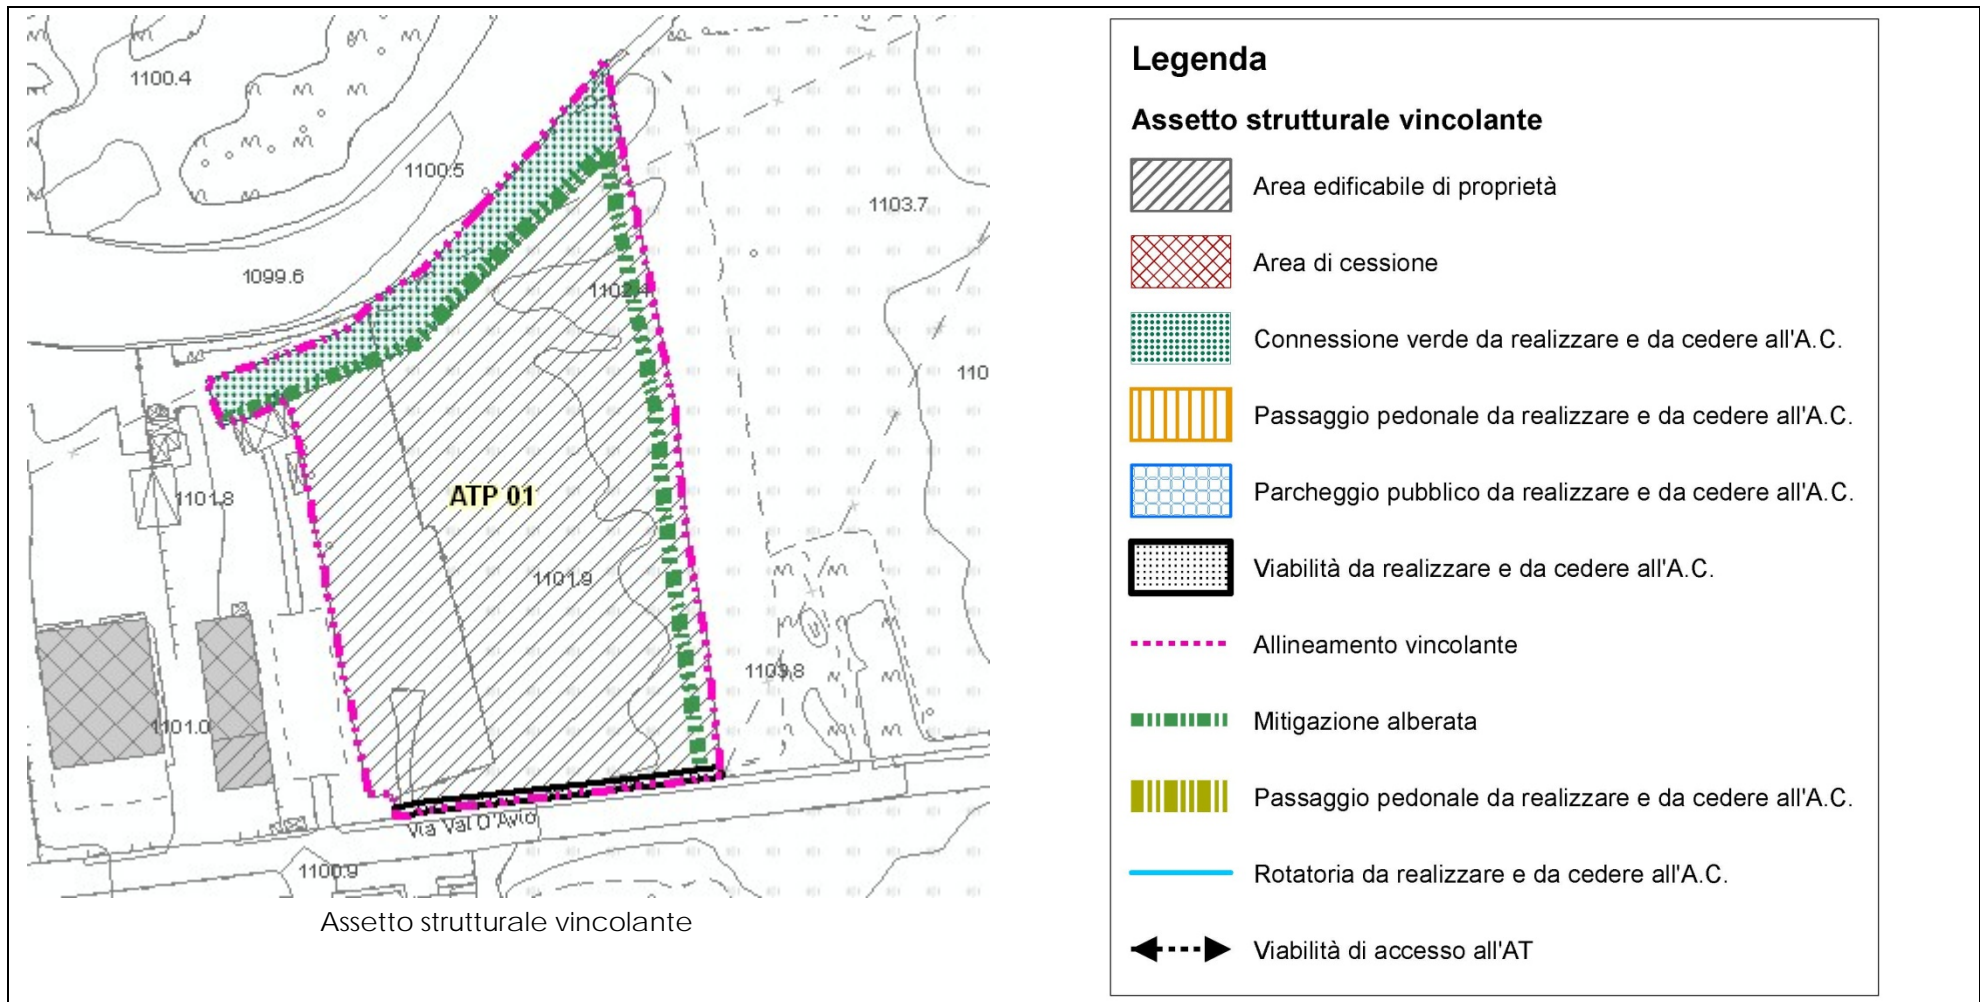 1100.4
1100.5
1103.7
1099.6
1102.4
110
1101.8
ATP 01
1101.9
1103.8
1101.0
Via Val D'Avio
1100.9
Assetto strutturale vincolante
Legenda
Assetto strutturale vincolante
Area edificabile di proprietà
Area di cessione
Connessione verde da realizzare e da cedere all'A.C.
Passaggio pedonale da realizzare e da cedere all'A.C.
Parcheggio pubblico da realizzare e da cedere all'A.C.
Viabilità da realizzare e da cedere all'A.C.
Allineamento vincolante
Mitigazione alberata
Passaggio pedonale da realizzare e da cedere all'A.C.
Rotatoria da realizzare e da cedere all'A.C.
Viabilità di accesso all'AT